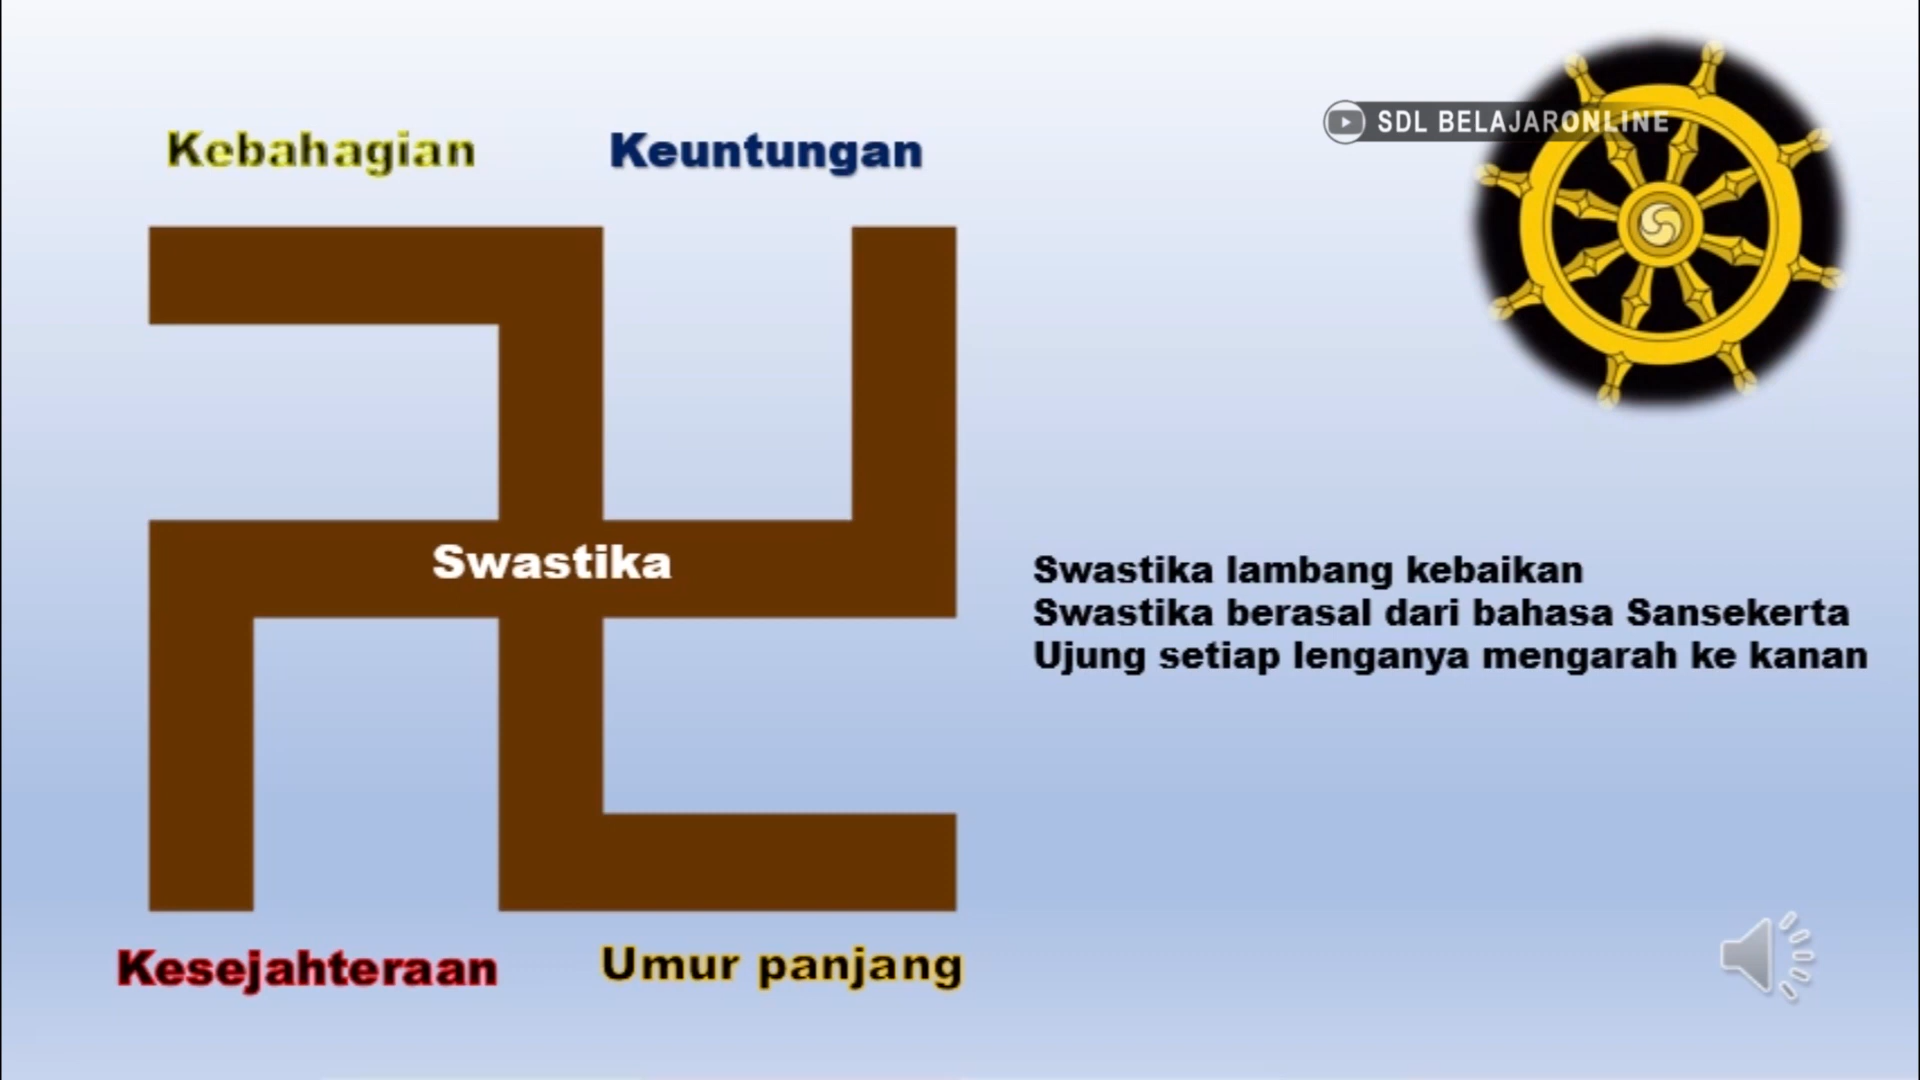 Kebahagian
Keuntungan
SDL BELAJARONLINE
Swastika
Swastika lambang kebaikan
Swastika berasal dari bahasa Sansekerta
Ujung setiap lenganya mengarah ke kanan
Kesejahteraan
Umur panjang